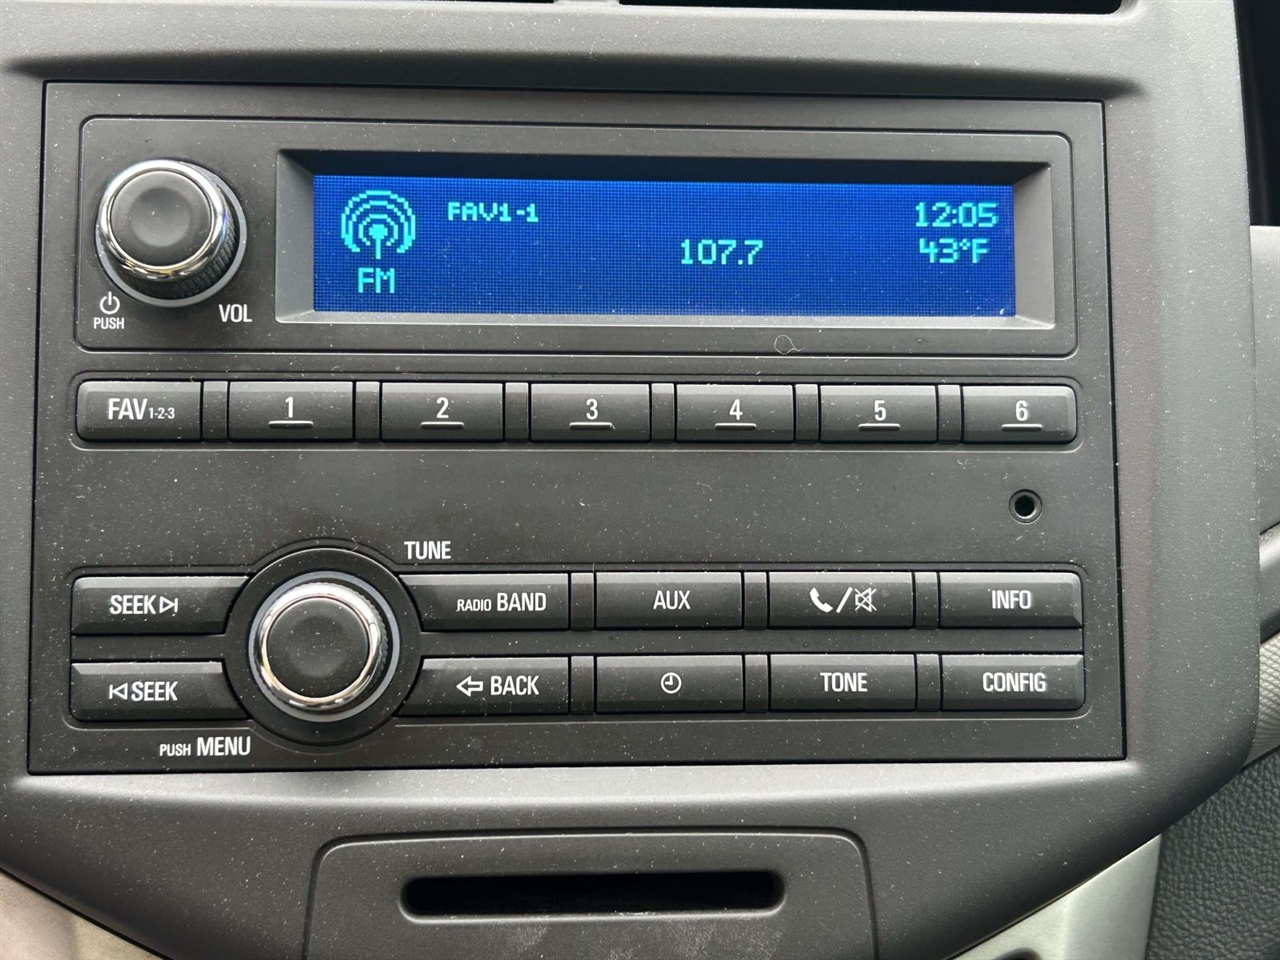 FAV1-1
12:05
107.7
43°F
FM
PUSH
VOL
FAV1-2-3
1
2
3
4
5
6
TUNE
SEEK
RADIO BAND
AUX
/
INFO
SEEK
BACK
TONE
CONFIG
PUSH MENU